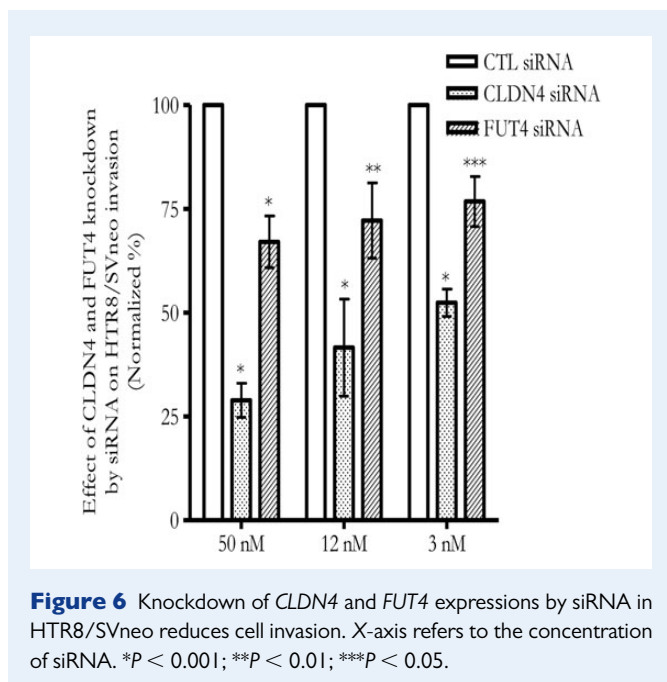 CTL siRNA
CLDN4 siRNA
FUT4 siRNA
Effect of CLDN4 and FUT4 knockdown
by siRNA on HTR8/SVneo invasion
(Normalized %)
100
75
50
25
0
*
*
*
**
*
***
50 nM 12 nM 3 nM
Figure 6 Knockdown of CLDN4 and FUT4 expressions by siRNA in
HTR8/SVneo reduces cell invasion. X-axis refers to the concentration
of siRNA. *P < 0.001; **P < 0.01; ***P < 0.05.